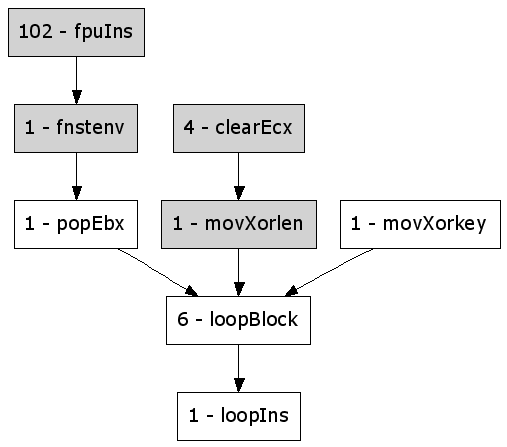 102 - fpuIns
1 - fnstenv
4 - clearEcx
1 - popEbx
1 - movXorlen
1 - movXorkey
6 - loopBlock
1 - loopIns